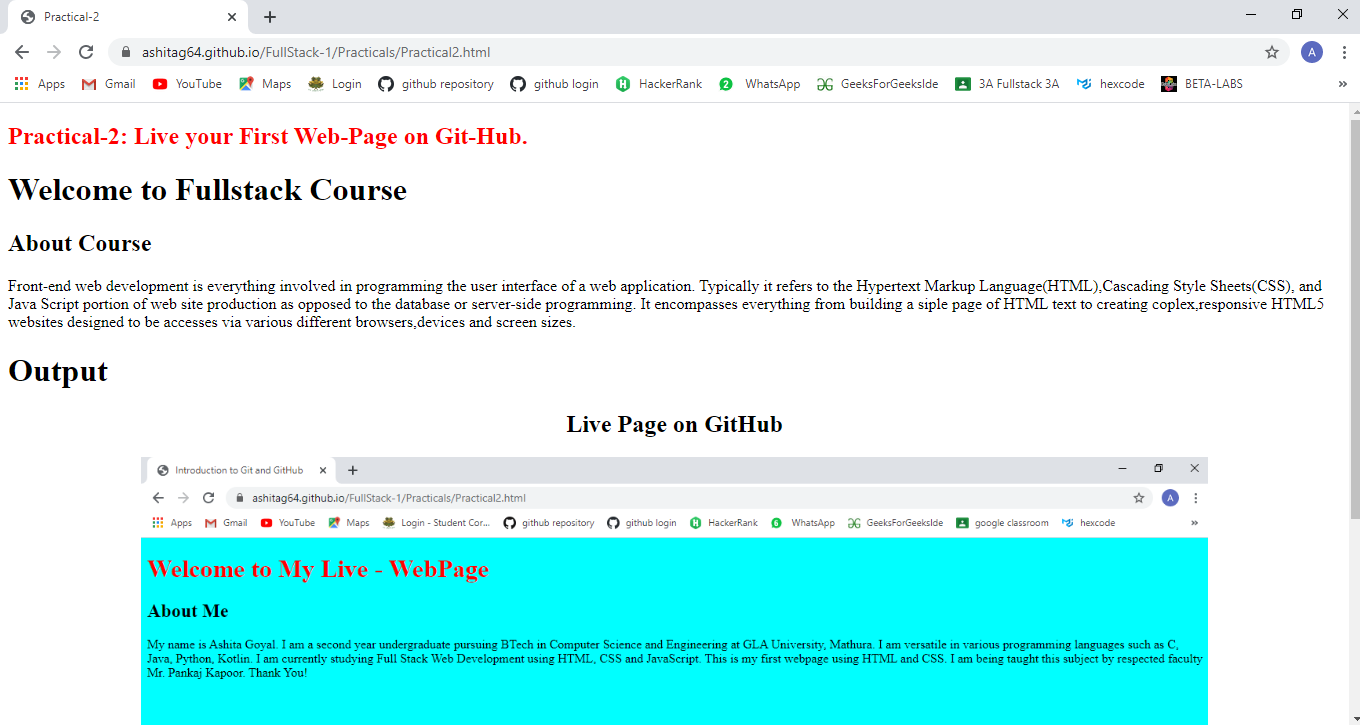 Practical-2
ashitag64.github.io/FullStack-1/Practicals/Practical2.html
A
Apps Gmail YouTube Maps Login github repository github login HackerRank 2 WhatsApp GeeksForGeeksIde 3A Fullstack 3A hexcode BETA-LABS »
Practical-2: Live your First Web-Page on Git-Hub.
Welcome to Fullstack Course
About Course
Front-end web development is everything involved in programming the user interface of a web application. Typically it refers to the Hypertext Markup Language(HTML),Cascading Style Sheets(CSS), and
Java Script portion of web site production as opposed to the database or server-side programming. It encompasses everything from building a siple page of HTML text to creating coplex,responsive HTML5
websites designed to be accesses via various different browsers,devices and screen sizes.
Output
Live Page on GitHub
Introduction to Git and GitHub
ashitag64.github.io/FullStack-1/Practicals/Practical2.html
A
Apps Gmail YouTube Maps Login - Student Cor... github repository github login HackerRank 6 WhatsApp GeeksForGeeksIde google classroom hexcode »
Welcome to My Live - WebPage
About Me
My name is Ashita Goyal. I am a second year undergraduate pursuing BTech in Computer Science and Engineering at GLA University, Mathura. I am versatile in various programming languages such as C,
Java, Python, Kotlin. I am currently studying Full Stack Web Development using HTML, CSS and JavaScript. This is my first webpage using HTML and CSS. I am being taught this subject by respected faculty
Mr. Pankaj Kapoor. Thank You!